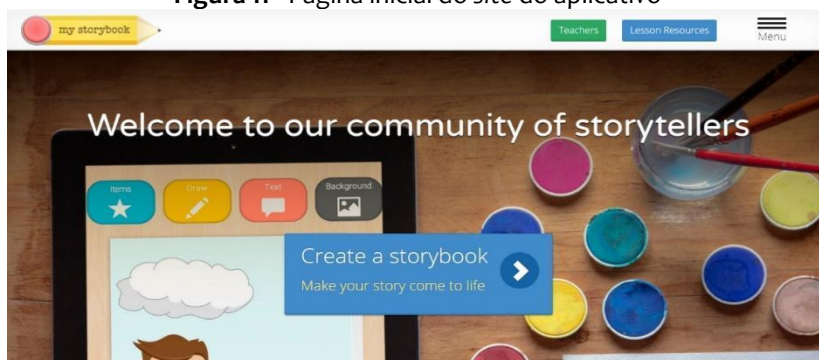 Figura 1. Página inicial do site do aplicativo
my storybook
Teachers
Lesson Resources
Menu
Welcome to our community of storytellers
Items
Draw
Text
Background
Create a storybook
Make your story come to life